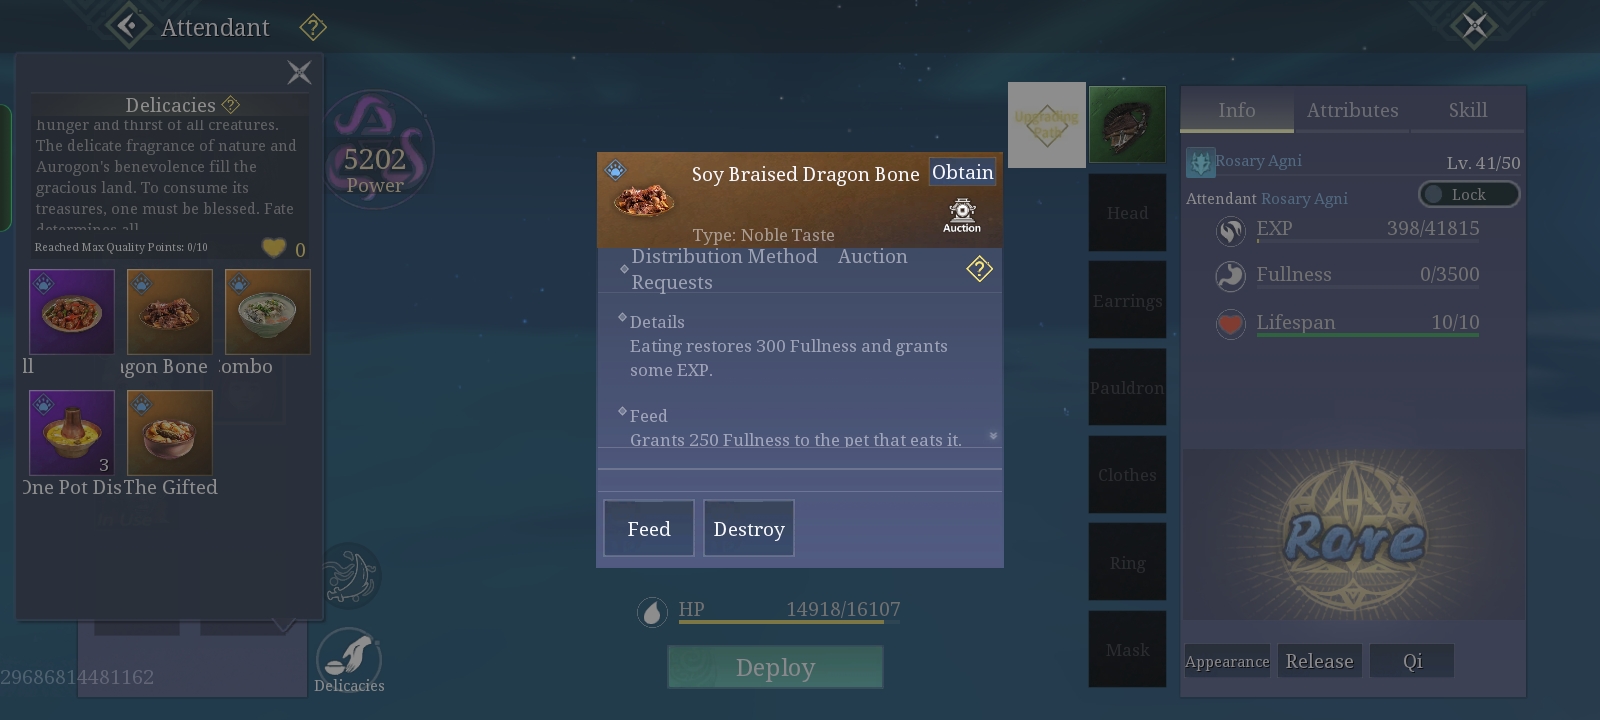 Attendant
Delicacies
hunger and thirst of all creatures.
The delicate fragrance of nature and
Aurogon's benevolence fill the
gracious land. To consume its
treasures, one must be blessed. Fate
determines all
Reached Max Quality Points: 0/10
0
ll
agon Bone
Combo
3
One Pot Dis
The Gifted
5202
Power
Delicacies
29686814481162
Soy Braised Dragon Bone
Obtain
Auction
Type: Noble Taste
Distribution Method Auction
Requests
Details
Eating restores 300 Fullness and grants
some EXP.
Feed
Grants 250 Fullness to the pet that eats it.
Feed
Destroy
HP 14918/16107
Deploy
Upgrading
Path
Head
Earrings
Pauldron
Clothes
Ring
Mask
Info
Attributes
Skill
Rosary Agni
Lv. 41/50
Attendant Rosary Agni
Lock
EXP 398/41815
Fullness 0/3500
Lifespan 10/10
Rare
Appearance
Release
Qi